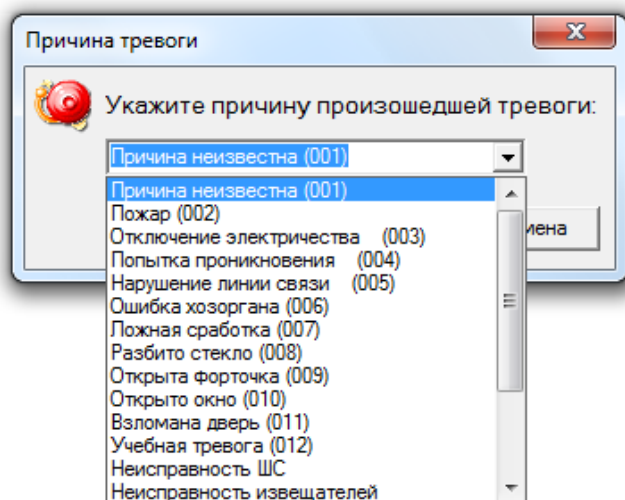 Причина тревоги
Укажите причину произошедшей тревоги:
Причина неизвестна (001)
Причина неизвестна (001)
Пожар (002)
мена
Отключение электричества (003)
Попытка проникновения (004)
Нарушение линии связи (005)
Ошибка хозоргана (006)
Ложная сработка (007)
Разбито стекло (008)
Открыта форточка (009)
Открыто окно (010)
Взломана дверь (011)
Учебная тревога (012)
Неисправность ШС
Неисправность извещателей